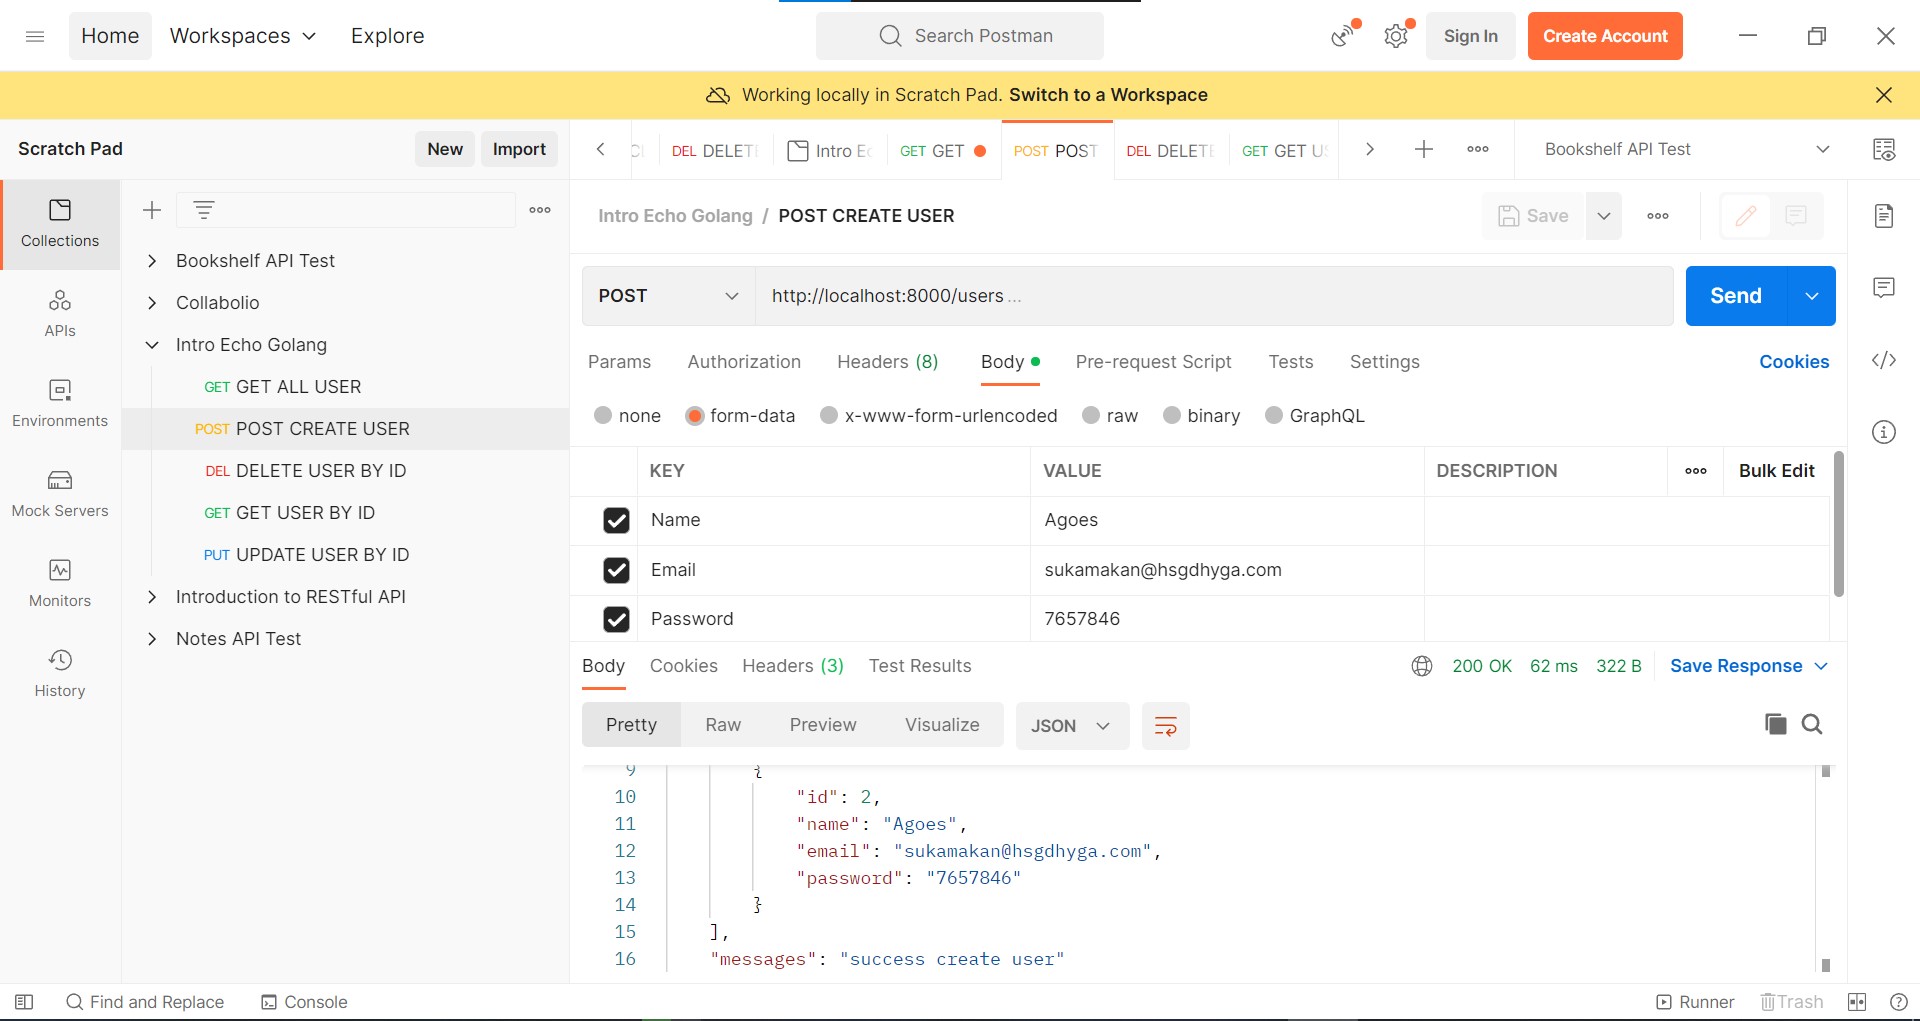 Home Workspaces Explore Search Postman Sign In Create Account
Working locally in Scratch Pad. Switch to a Workspace
Scratch Pad New Import DEL DELET Intro E GET GET POST POST DEL DELET GET GET U Bookshelf API Test
Intro Echo Golang / POST CREATE USER Save
Collections
APIs
Environments
Mock Servers
Monitors
History
Bookshelf API Test
Collabolio
Intro Echo Golang
GET GET ALL USER
POST POST CREATE USER
DEL DELETE USER BY ID
GET GET USER BY ID
PUT UPDATE USER BY ID
Introduction to RESTful API
Notes API Test
POST http://localhost:8000/users ... Send
Params Authorization Headers (8) Body Pre-request Script Tests Settings Cookies
none form-data x-www-form-urlencoded raw binary GraphQL
KEY VALUE DESCRIPTION Bulk Edit
Name Agoes
Email sukamakan@hsgdhyga.com
Password 7657846
Body Cookies Headers (3) Test Results 200 OK 62 ms 322 B Save Response
Pretty Raw Preview Visualize JSON
9 {
10 "id": 2,
11 "name": "Agoes",
12 "email": "sukamakan@hsgdhyga.com",
13 "password": "7657846"
14 }
15 ],
16 "messages": "success create user"
Find and Replace Console Runner Trash